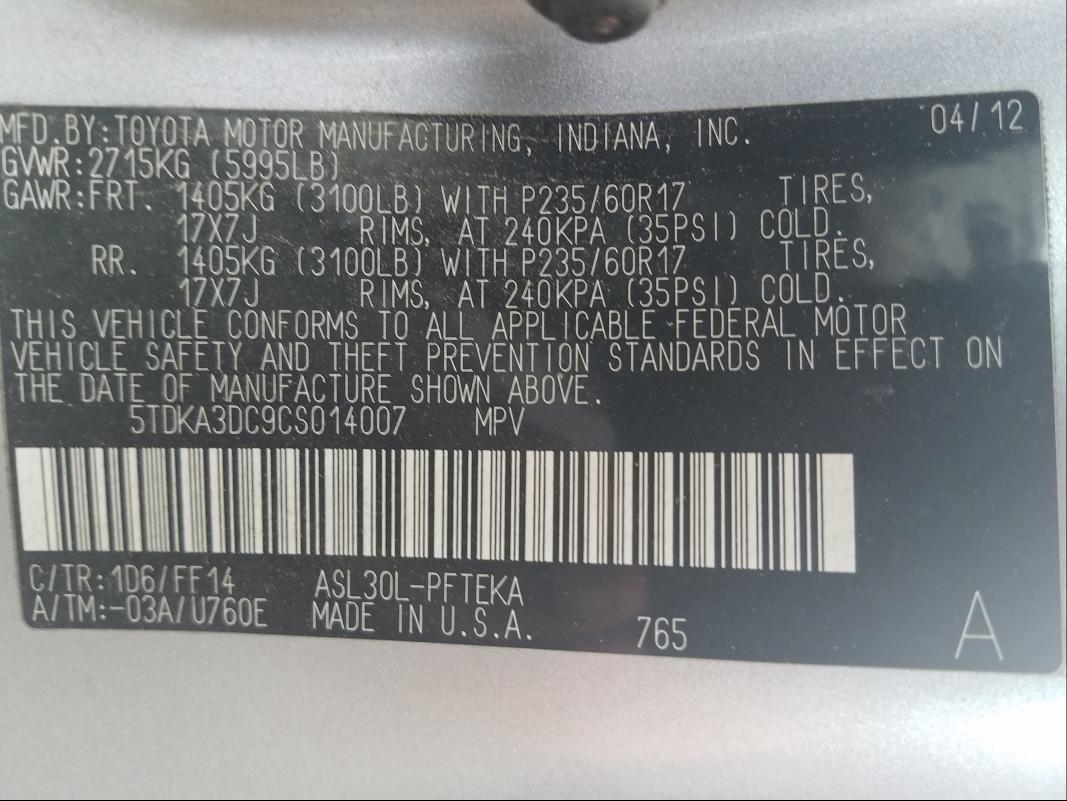 MFD.BY:TOYOTA MOTOR MANUFACTURING, INDIANA, INC. 04/12
GVWR:2715KG (5995LB)
GAWR:FRT. 1405KG (3100LB) WITH P235/60R17 TIRES,
17X7J RIMS, AT 240KPA (35PSI) COLD.
RR. 1405KG (3100LB) WITH P235/60R17 TIRES,
17X7J RIMS, AT 240KPA (35PSI) COLD.
THIS VEHICLE CONFORMS TO ALL APPLICABLE FEDERAL MOTOR
VEHICLE SAFETY AND THEFT PREVENTION STANDARDS IN EFFECT ON
THE DATE OF MANUFACTURE SHOWN ABOVE.
5TDKA3DC9CS014007 MPV
C/TR:1D6/FF14 ASL30L-PFTEKA
A/TM:-03A/U760E MADE IN U.S.A. 765 A